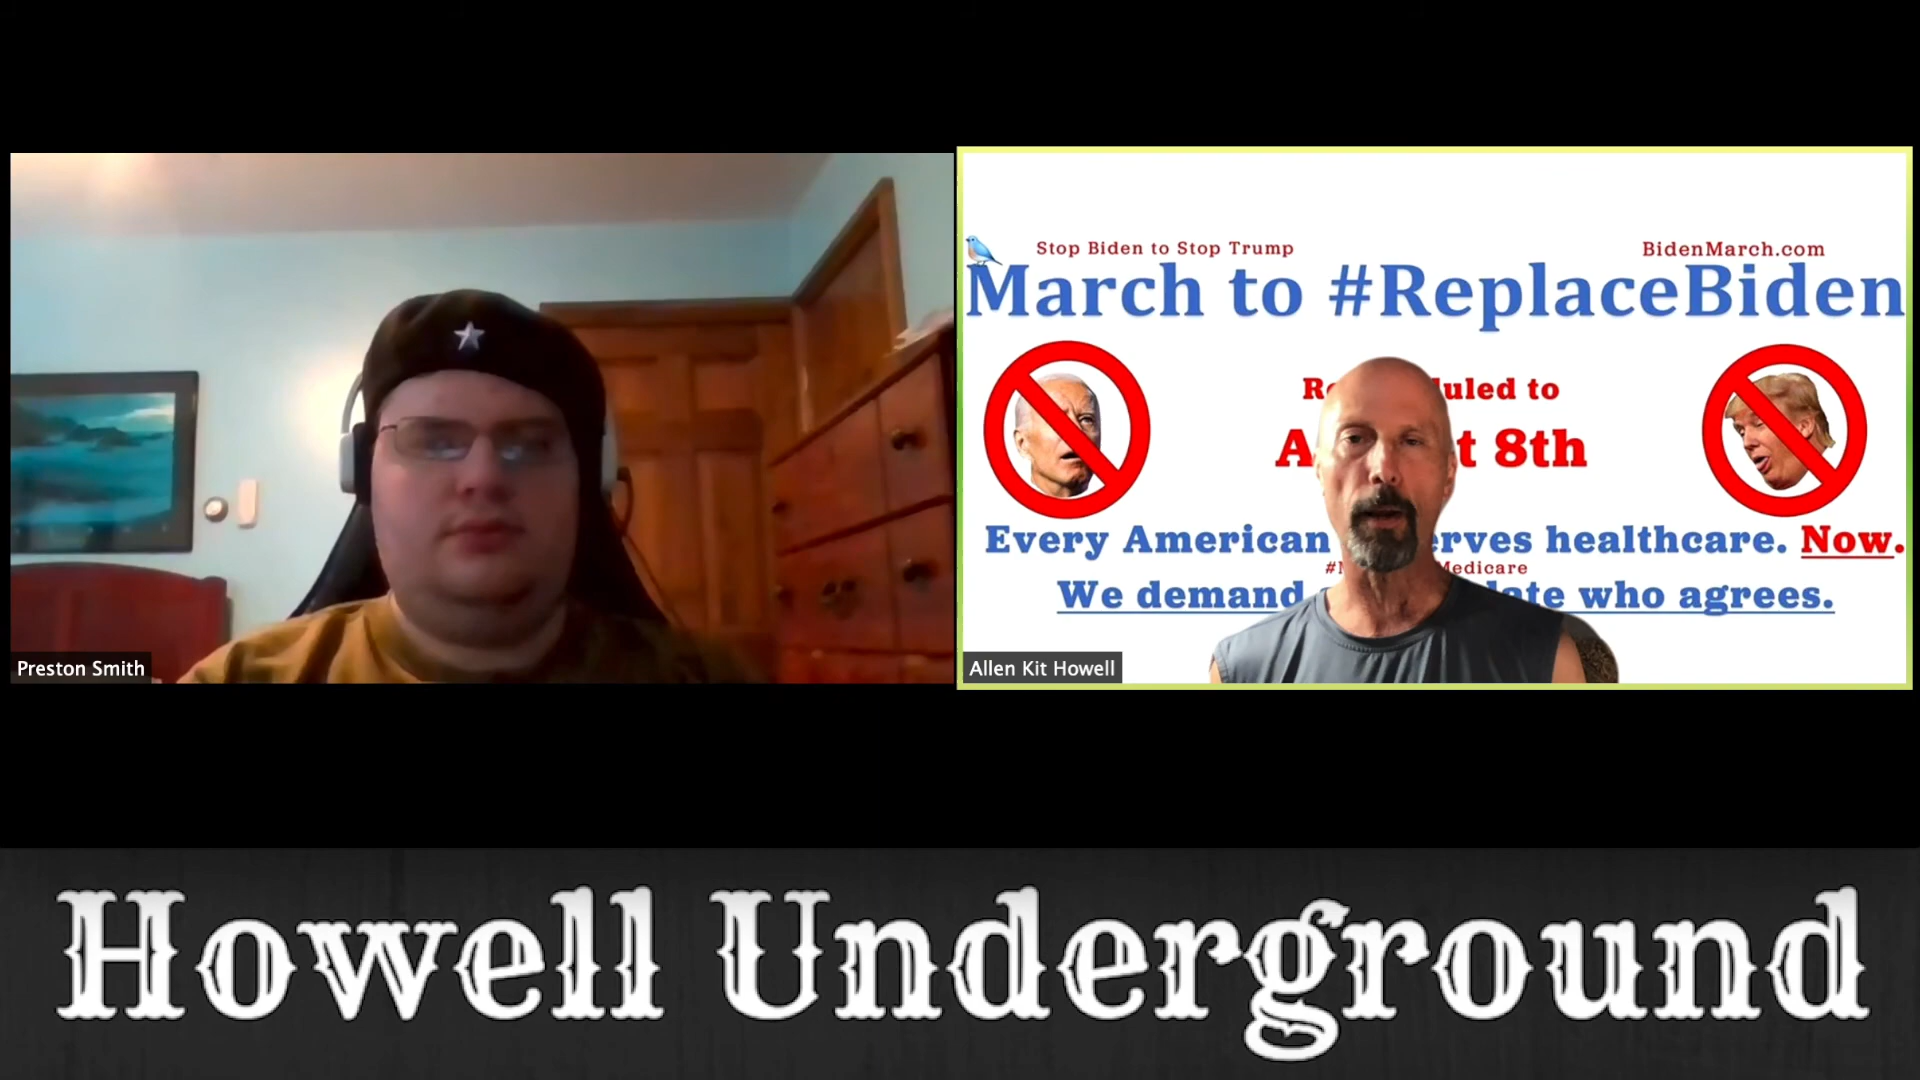 Stop Biden to Stop Trump
BidenMarch.com
March to #ReplaceBiden
uled to
8th
Every American erves healthcare. Now.
Medicare
We demand who agrees.
Preston Smith
Allen Kit Howell
Howell Underground